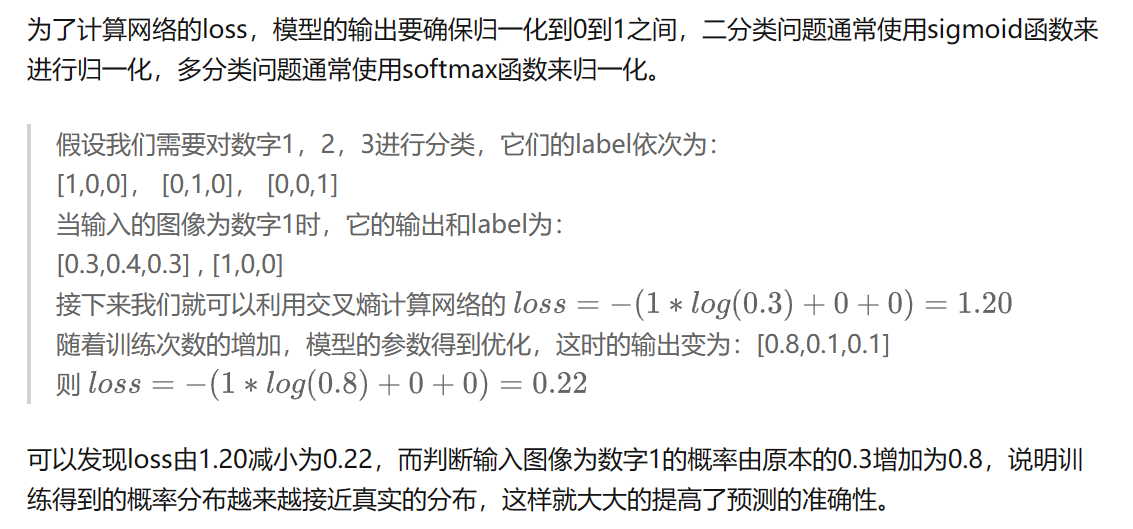 为了计算网络的loss，模型的输出要确保归一化到0到1之间，二分类问题通常使用sigmoid函数来
进行归一化，多分类问题通常使用softmax函数来归一化。
假设我们需要对数字1，2，3进行分类，它们的label依次为：
[1,0,0]， [0,1,0]， [0,0,1]
当输入的图像为数字1时，它的输出和label为：
[0.3,0.4,0.3] , [1,0,0]
接下来我们就可以利用交叉熵计算网络的 loss = −(1 ∗ log(0.3) + 0 + 0) = 1.20
随着训练次数的增加，模型的参数得到优化，这时的输出变为：[0.8,0.1,0.1]
则 loss = −(1 ∗ log(0.8) + 0 + 0) = 0.22
可以发现loss由1.20减小为0.22，而判断输入图像为数字1的概率由原本的0.3增加为0.8，说明训
练得到的概率分布越来越接近真实的分布，这样就大大的提高了预测的准确性。